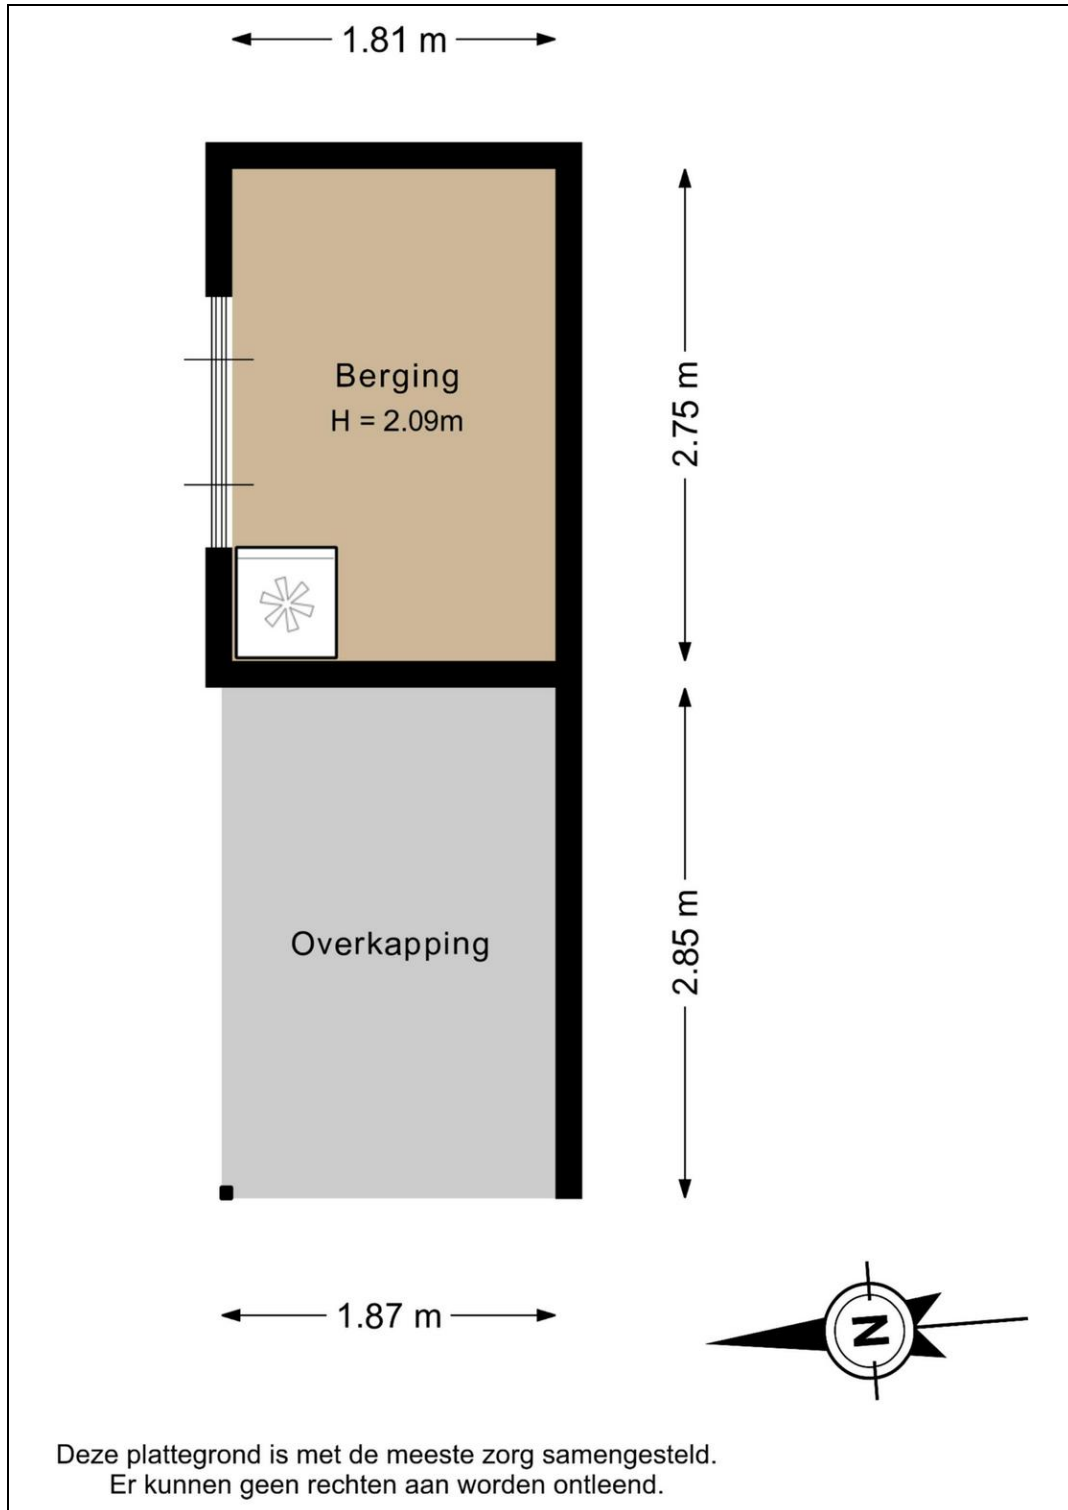 1.81 m
Berging
H = 2.09m
2.75 m
Overkapping
2.85 m
1.87 m
N
Deze plattegrond is met de meeste zorg samengesteld.
Er kunnen geen rechten aan worden ontleend.